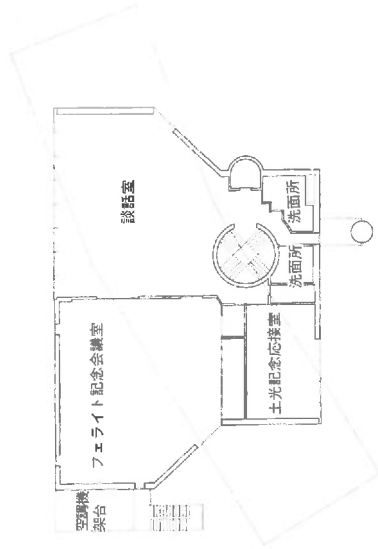 談話室
洗面所
洗面所
フェライト記念会議室
土光記念応接室
空調機
架台